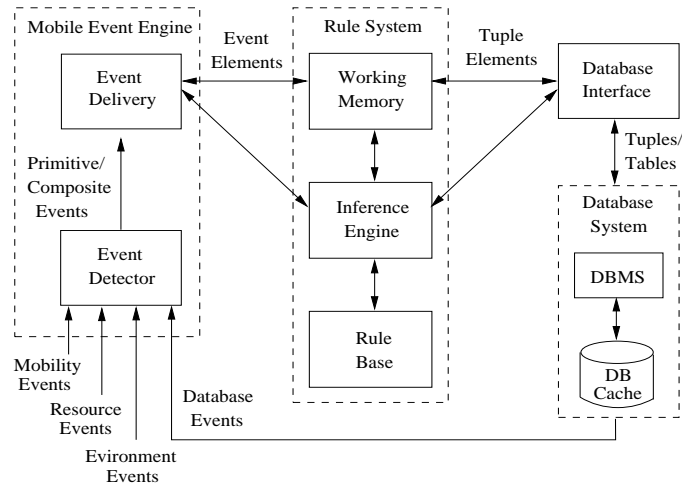 Mobile Event Engine
Event
Delivery
Primitive/
Composite
Events
Event
Detector
Mobility
Events
Resource
Events
Evironment
Events
Database
Events
Event
Elements
Rule System
Working
Memory
Inference
Engine
Rule
Base
Tuple
Elements
Database
Interface
Tuples/
Tables
Database
System
DBMS
DB
Cache